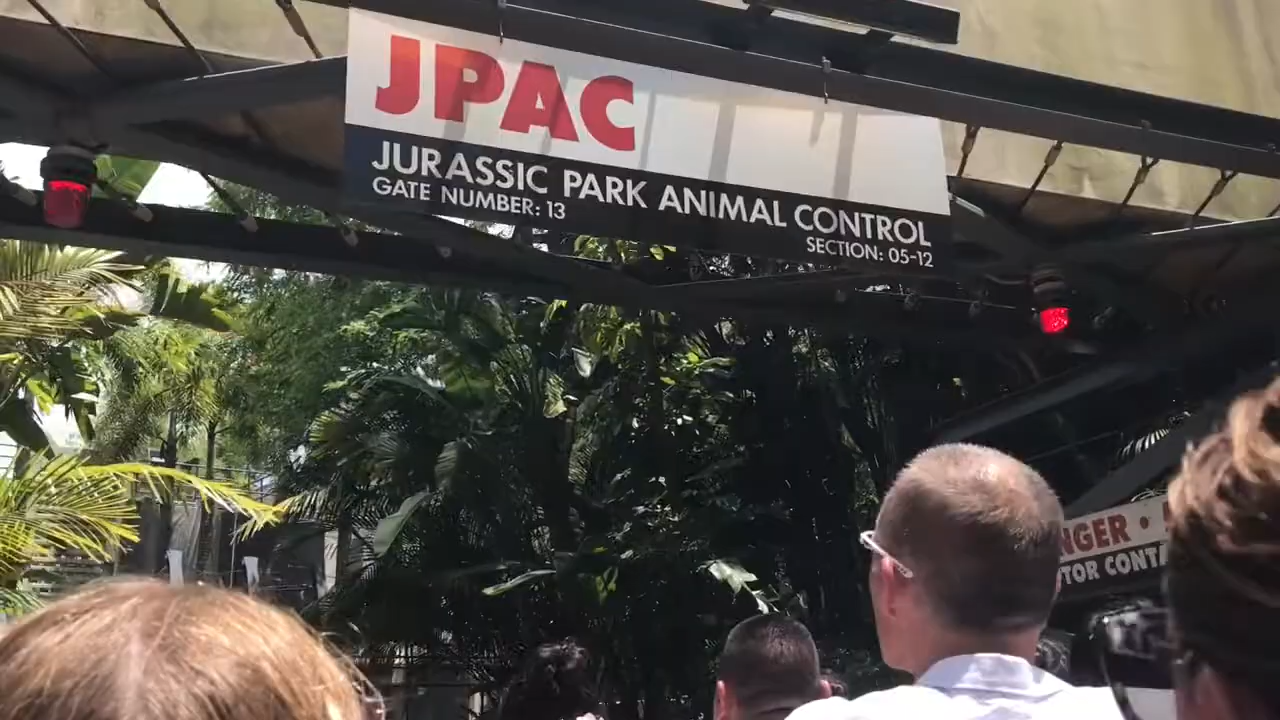 JPAC
JURASSIC PARK ANIMAL CONTROL
GATE NUMBER: 13
SECTION: 05-12